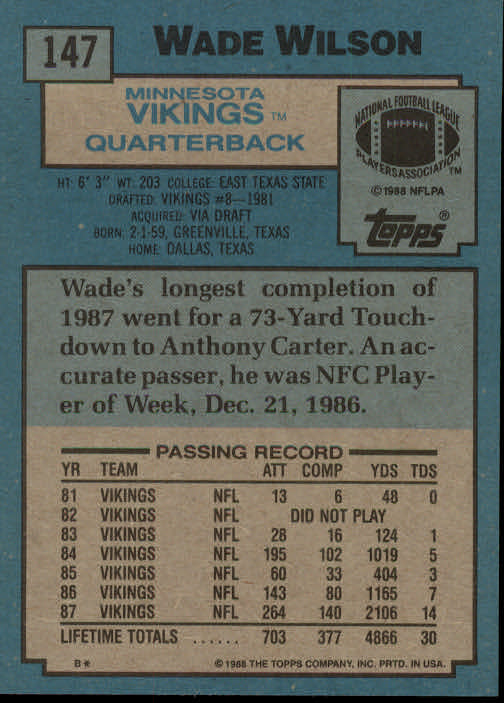 147
WADE WILSON
MINNESOTA
VIKINGS™
QUARTERBACK
NATIONAL FOOTBALL LEAGUE
PLAYERS ASSOCIATION™
©1988 NFLPA
topps®
HT: 6' 3" WT: 203 COLLEGE: EAST TEXAS STATE
DRAFTED: VIKINGS #8—1981
ACQUIRED: VIA DRAFT
BORN: 2-1-59, GREENVILLE, TEXAS
HOME: DALLAS, TEXAS
Wade's longest completion of
1987 went for a 73-Yard Touch-
down to Anthony Carter. An ac-
curate passer, he was NFC Play-
er of Week, Dec. 21, 1986.
PASSING RECORD
YR TEAM ATT COMP YDS TDS
81 VIKINGS NFL 13 6 48 0
82 VIKINGS NFL DID NOT PLAY
83 VIKINGS NFL 28 16 124 1
84 VIKINGS NFL 195 102 1019 5
85 VIKINGS NFL 60 33 404 3
86 VIKINGS NFL 143 80 1165 7
87 VIKINGS NFL 264 140 2106 14
LIFETIME TOTALS ...... 703 377 4866 30
B* ©1988 THE TOPPS COMPANY, INC. PRTD. IN USA.